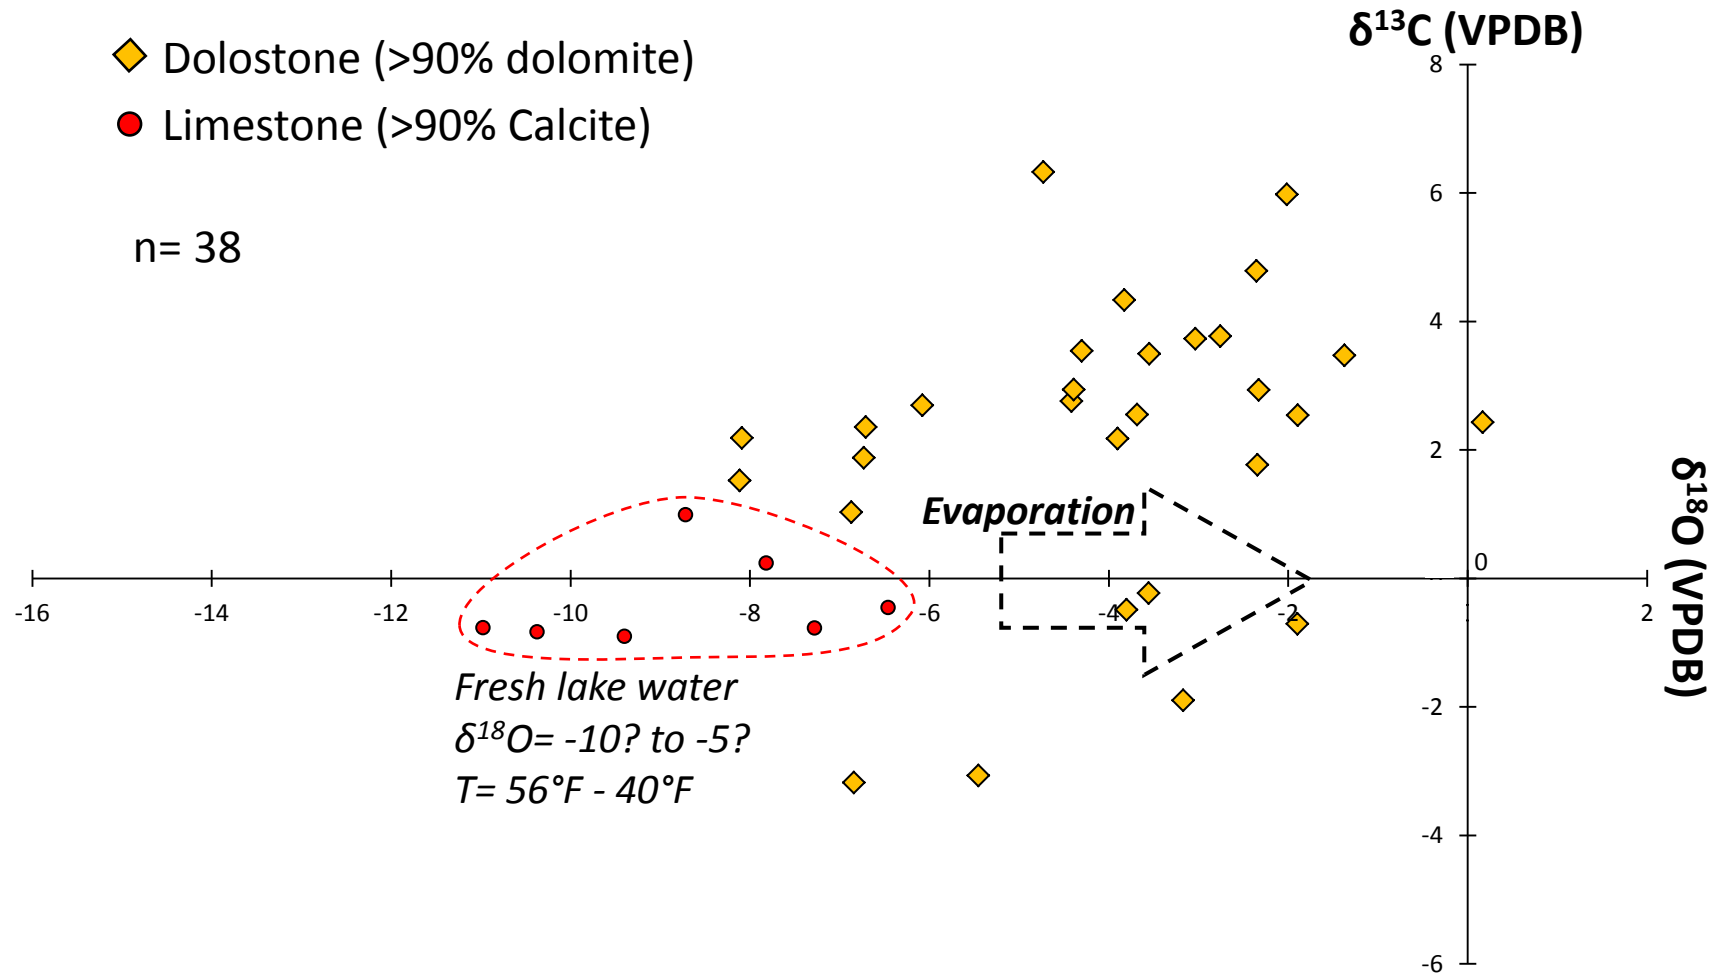 δ¹³C (VPDB)
Dolostone (>90% dolomite)
Limestone (>90% Calcite)
n= 38
8
6
4
2
0
-2
-4
-6
Evaporation
-16
-14
-12
-10
-8
-6
-4
-2
2
δ¹⁸O (VPDB)
Fresh lake water
δ¹⁸O= -10? to -5?
T= 56°F - 40°F